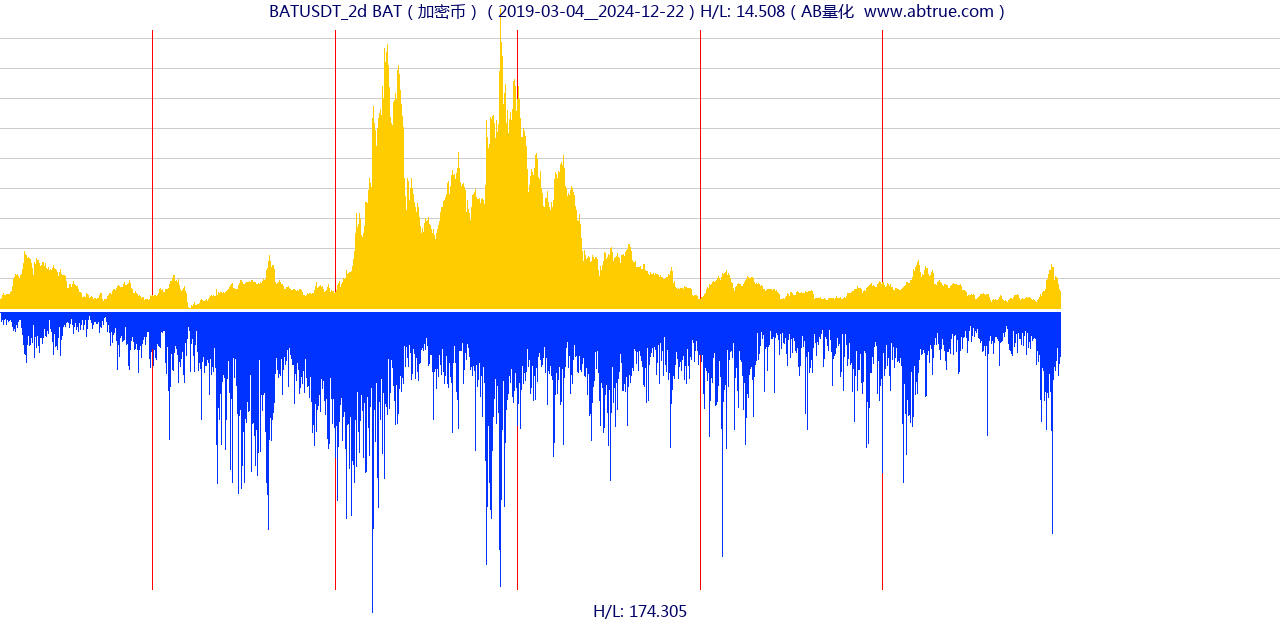 BATUSDT_2d BAT（加密币）（2019-03-04__2024-12-22）H/L: 14.508（AB量化  www.abtrue.com）
H/L: 174.305